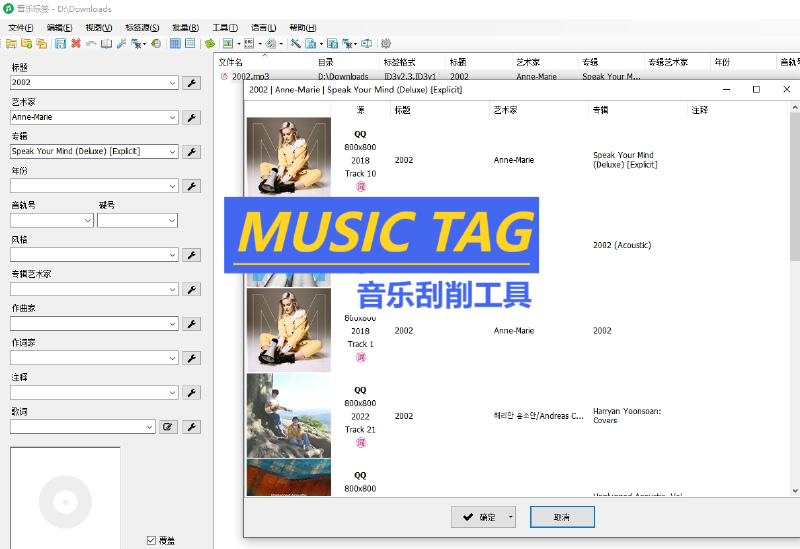 音乐标签 - D:\Downloads
文件(F) 编辑(E) 视图(V) 标签源(S) 批量(B) 工具(T) 语言(L) 帮助(H)
标题
2002
艺术家
Anne-Marie
专辑
Speak Your Mind (Deluxe) [Explicit]
年份
音轨号 碟号
风格
专辑艺术家
作曲家
作词家
注释
歌词
覆盖
文件名 目录 标签格式 标题 艺术家 专辑 专辑艺术家 年份 音轨号
2002.mp3 D:\Downloads ID3v2.3,ID3v1 2002 Anne-Marie Speak Your M...
2002 | Anne-Marie | Speak Your Mind (Deluxe) [Explicit]
源 标题 艺术家 专辑 注释
QQ
800x800
2018
Track 10
词
2002
Anne-Marie
Speak Your Mind
(Deluxe) [Explicit]
MUSIC TAG
音乐刮削工具
2002 (Acoustic)
800x800
2018
Track 1
词
2002
Anne-Marie
2002
QQ
800x800
2022
Track 21
词
2002
해리안 윤소안/Andreas C...
Harryan Yoonsoan:
Covers
QQ
800x800
Unplugged Acoustic, Vol
确定 取消